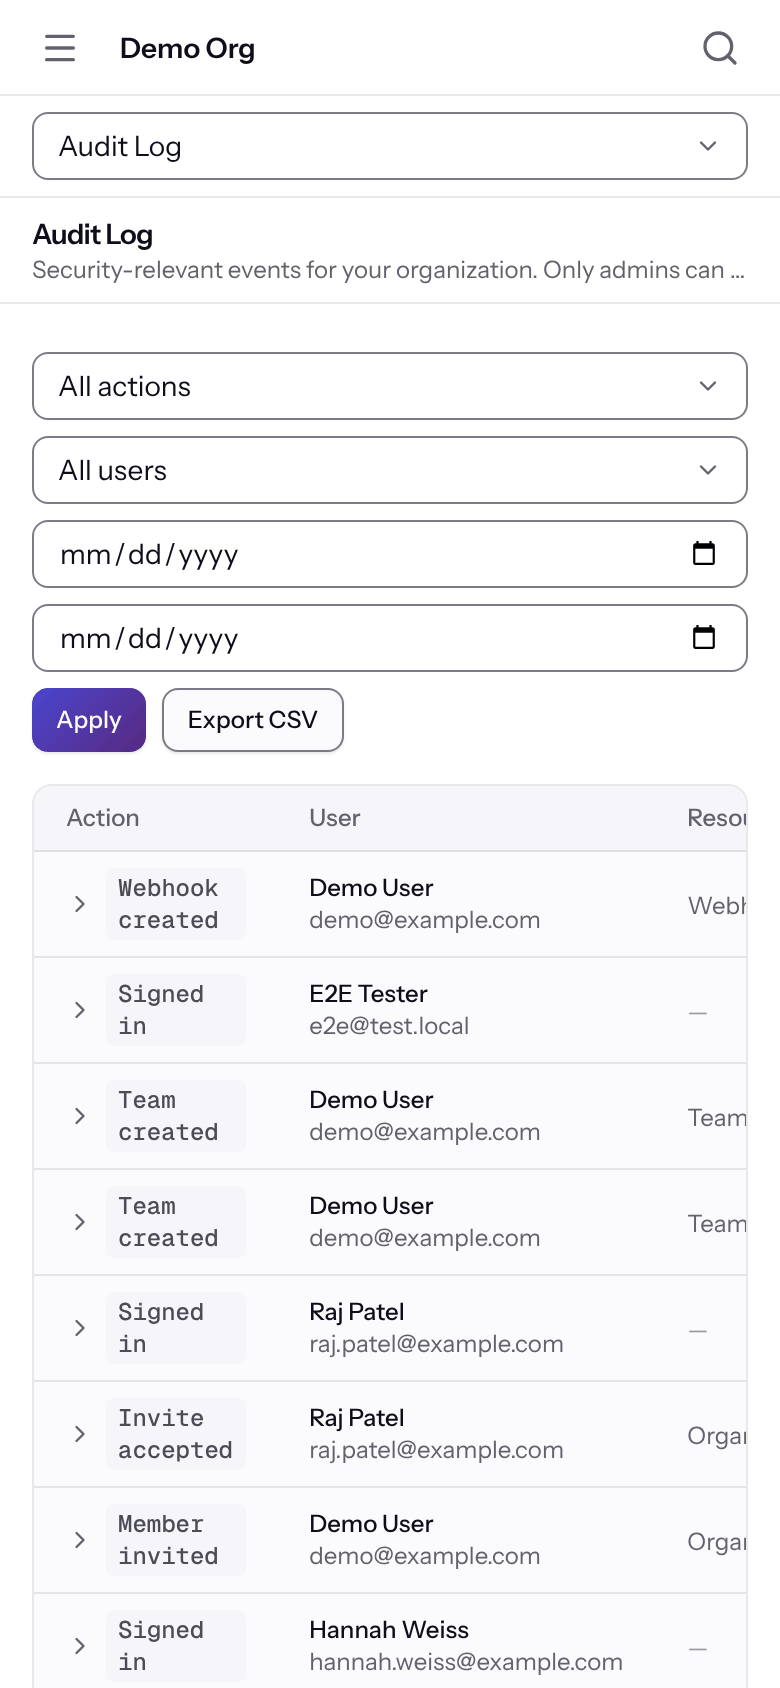 Demo Org
Audit Log
Audit Log
Security-relevant events for your organization. Only admins can ...
All actions
All users
mm/dd/yyyy
mm/dd/yyyy
Apply Export CSV
Action User Resou
Webhook created Demo User demo@example.com Webh
Signed in E2E Tester e2e@test.local —
Team created Demo User demo@example.com Team
Team created Demo User demo@example.com Team
Signed in Raj Patel raj.patel@example.com —
Invite accepted Raj Patel raj.patel@example.com Organ
Member invited Demo User demo@example.com Organ
Signed in Hannah Weiss hannah.weiss@example.com —